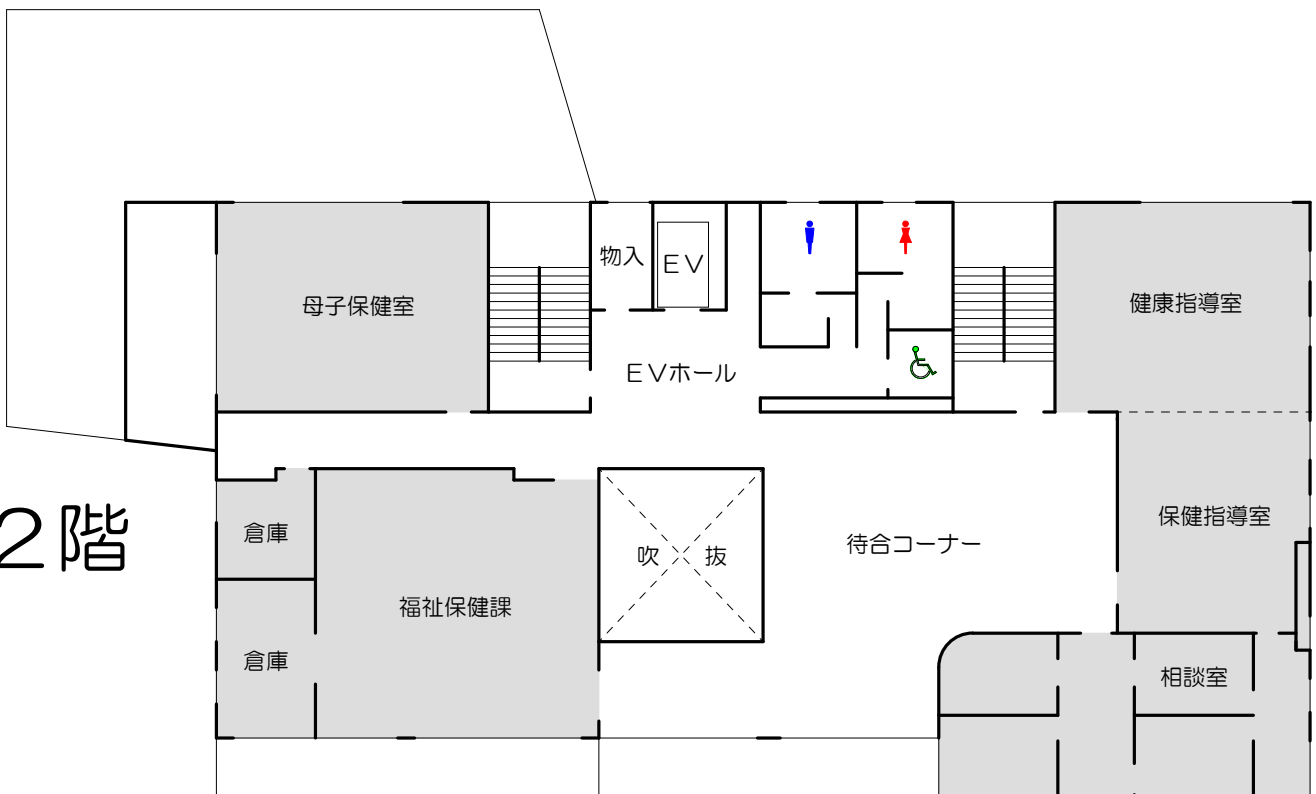 物入
EV
母子保健室
健康指導室
EVホール
2階
倉庫
保健指導室
吹 抜
待合コーナー
福祉保健課
倉庫
相談室